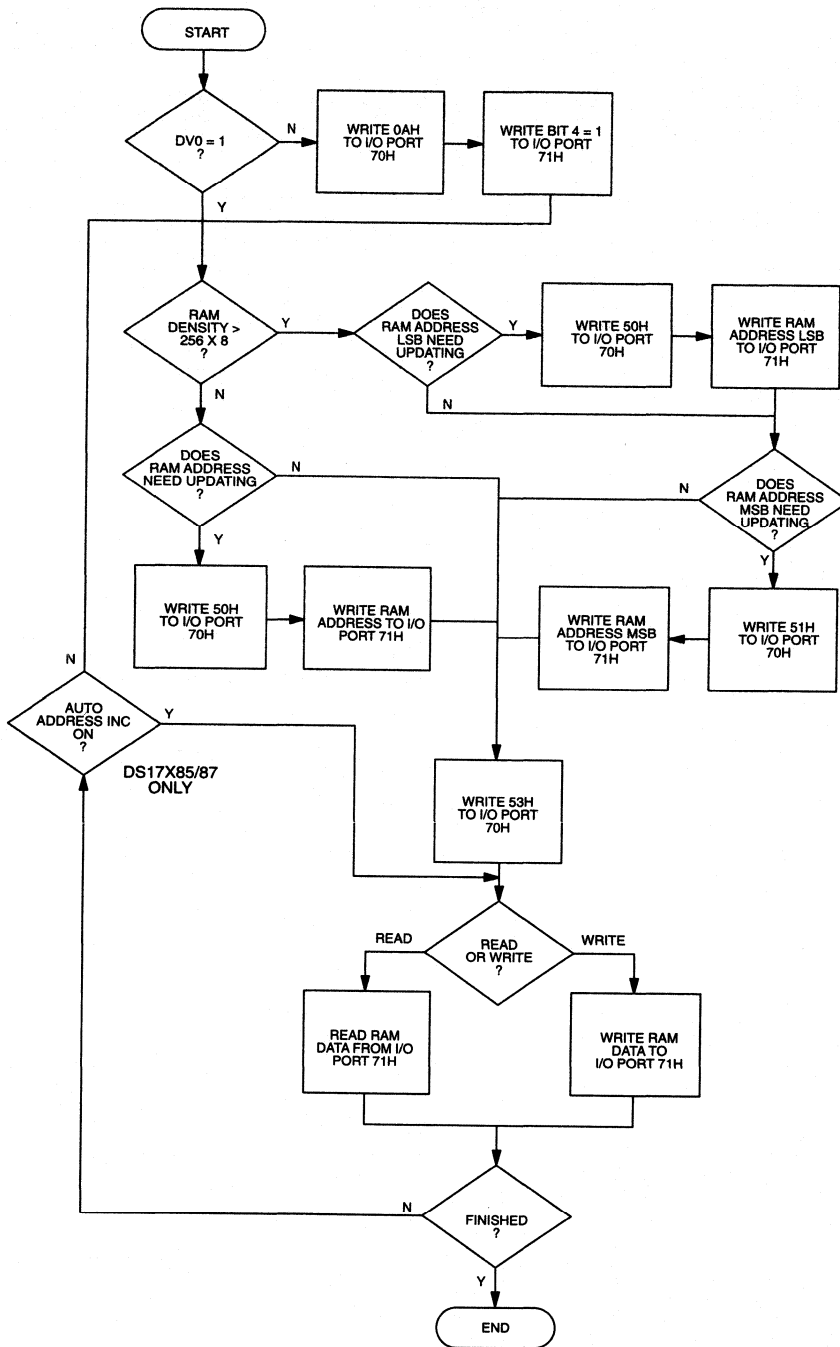 START
DV0 = 1
?
N
WRITE 0AH
TO I/O PORT
70H
WRITE BIT 4 = 1
TO I/O PORT
71H
Y
RAM
DENSITY >
256 X 8
?
Y
DOES
RAM ADDRESS
LSB NEED
UPDATING
?
Y
WRITE 50H
TO I/O PORT
70H
WRITE RAM
ADDRESS LSB
TO I/O PORT
71H
N
N
DOES
RAM ADDRESS
NEED UPDATING
?
N
N
DOES
RAM ADDRESS
MSB NEED
UPDATING
?
Y
Y
WRITE 50H
TO I/O PORT
70H
WRITE RAM
ADDRESS TO I/O
PORT 71H
WRITE RAM
ADDRESS MSB
TO I/O PORT
71H
WRITE 51H
TO I/O PORT
70H
N
AUTO
ADDRESS INC
ON
?
Y
DS17X85/87
ONLY
WRITE 53H
TO I/O PORT
70H
READ
READ
OR WRITE
?
WRITE
READ RAM
DATA FROM I/O
PORT 71H
WRITE RAM
DATA TO
I/O PORT 71H
N
FINISHED
?
Y
END